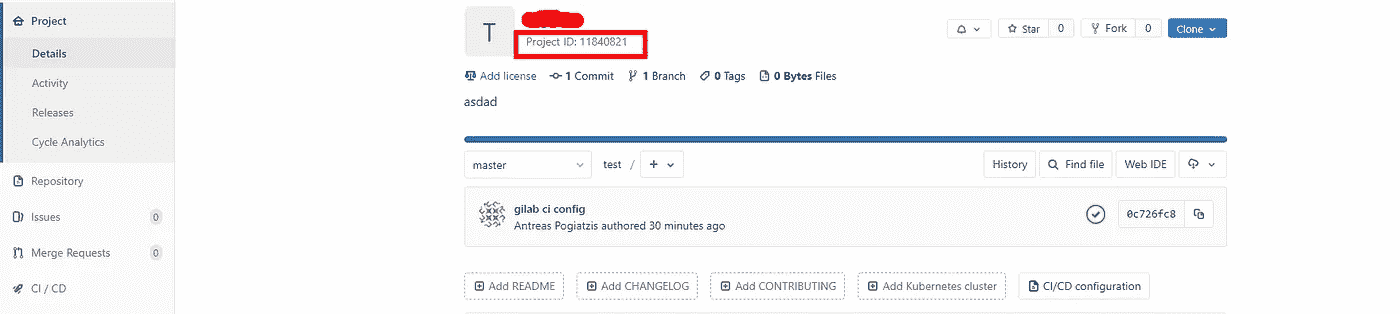 Project
Details
Activity
Releases
Cycle Analytics
Repository
Issues 0
Merge Requests 0
CI / CD
T
Project ID: 11840821
Star 0
Fork 0
Clone
Add license 1 Commit 1 Branch 0 Tags 0 Bytes Files
asdad
master test / +
History Find file Web IDE
gilab ci config
Antreas Pogiatzis authored 30 minutes ago
0c726fc8
Add README Add CHANGELOG Add CONTRIBUTING Add Kubernetes cluster CI/CD configuration